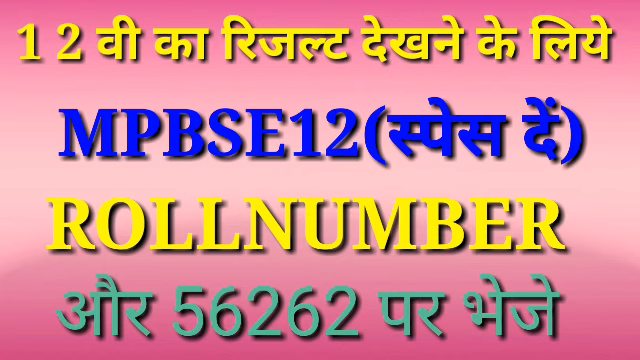 1 2 वी का रिजल्ट देखने के लिये
MPBSE12(स्पेस दें)
ROLLNUMBER
और 56262 पर भेजे